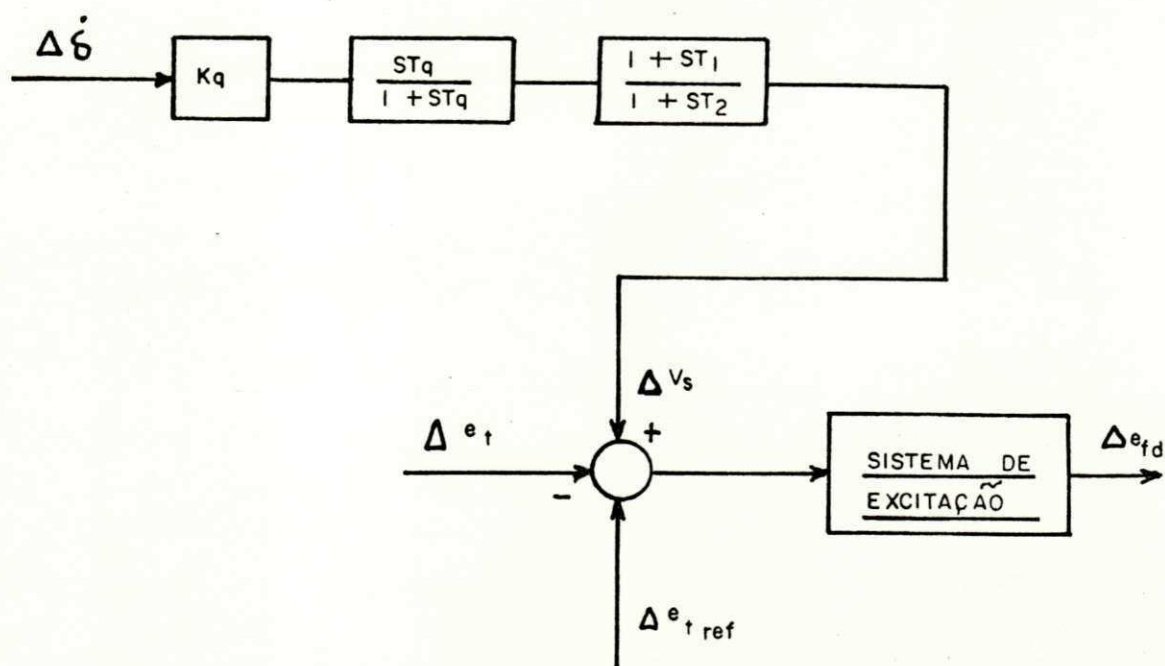 Δδ̇
Kq
STq
1 + STq
1 + ST1
1 + ST2
ΔVs
+
Δet
-
SISTEMA DE
EXCITAÇÃO
Δefd
Δet ref